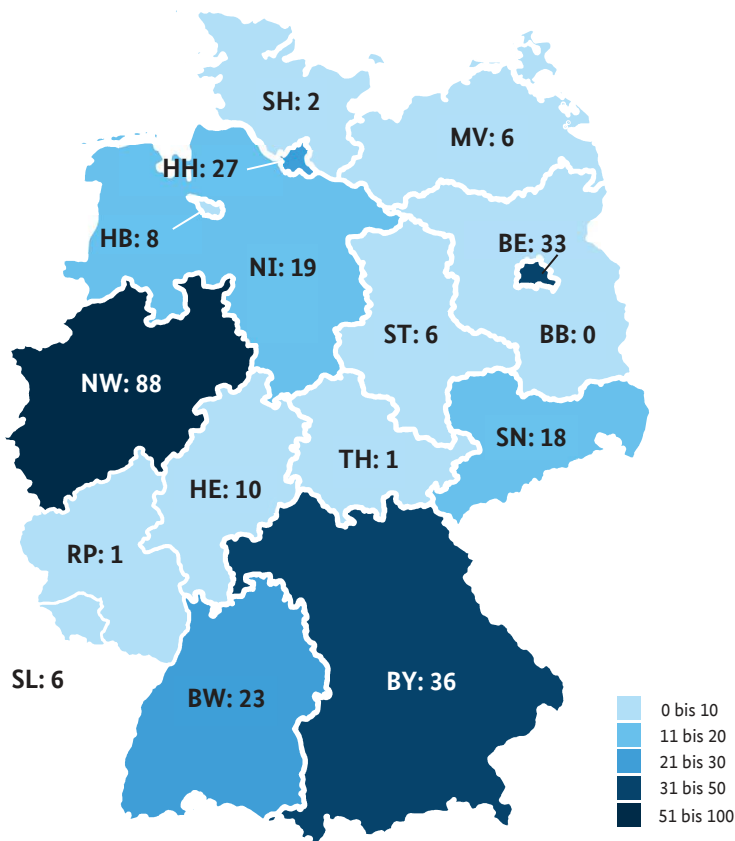 SH: 2
MV: 6
HH: 27
HB: 8
BE: 33
NI: 19
ST: 6
BB: 0
NW: 88
SN: 18
TH: 1
HE: 10
RP: 1
SL: 6
BW: 23
BY: 36
0 bis 10
11 bis 20
21 bis 30
31 bis 50
51 bis 100